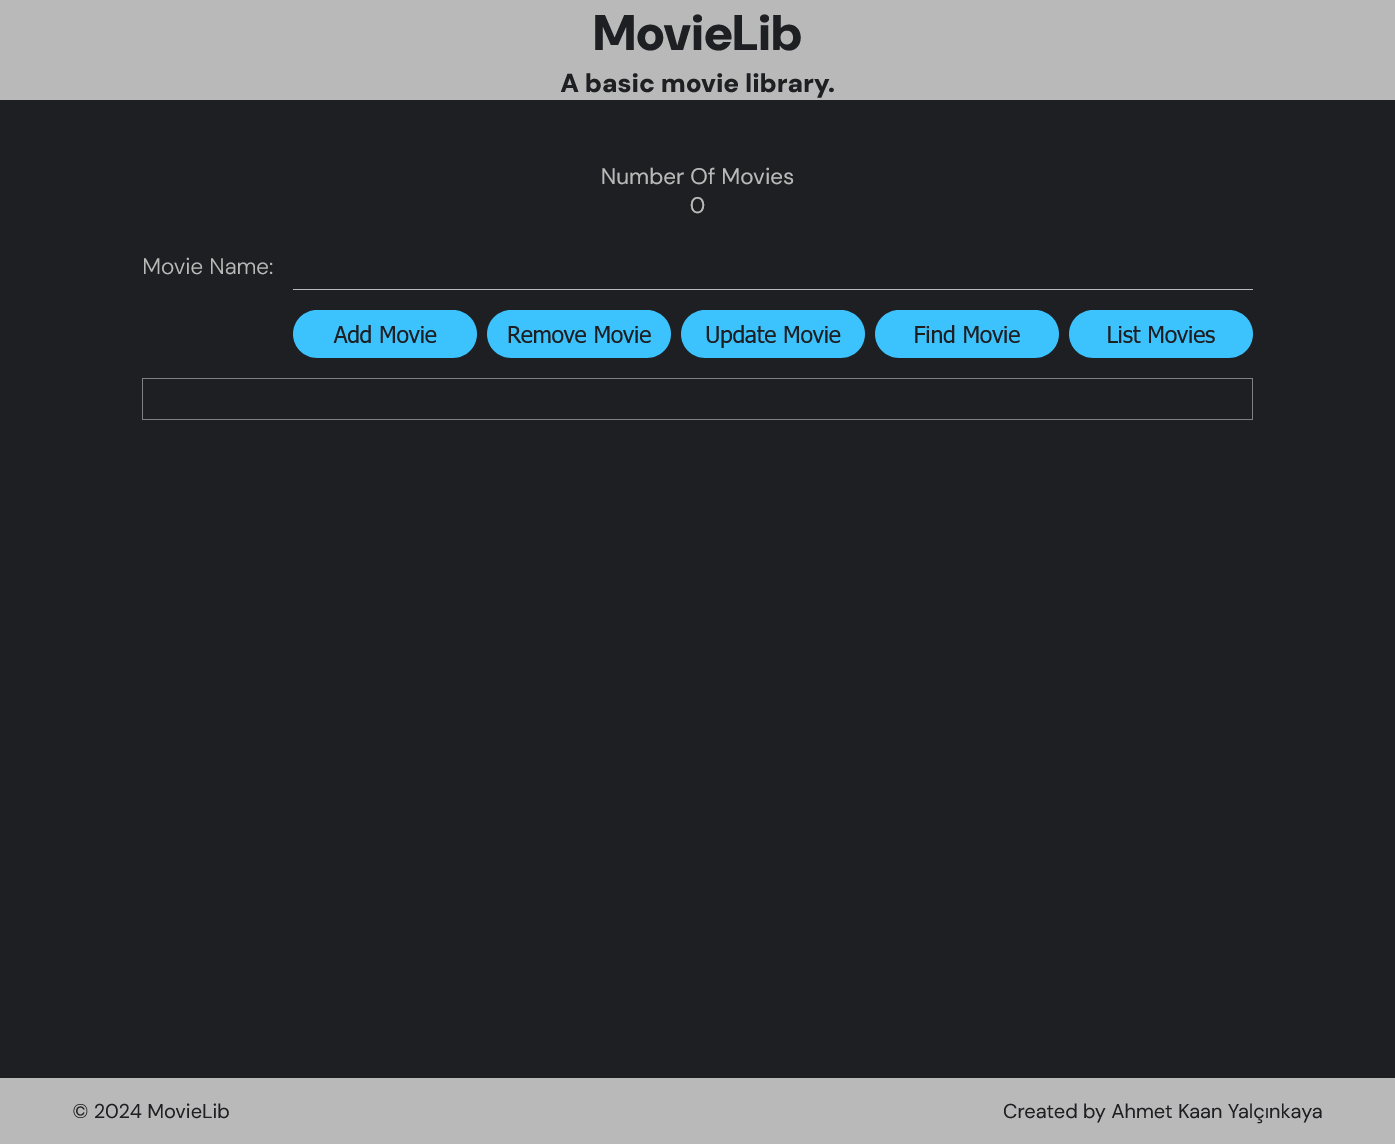 MovieLib
A basic movie library.
Number Of Movies
0
Movie Name:
Add Movie Remove Movie Update Movie Find Movie List Movies
© 2024 MovieLib Created by Ahmet Kaan Yalçınkaya